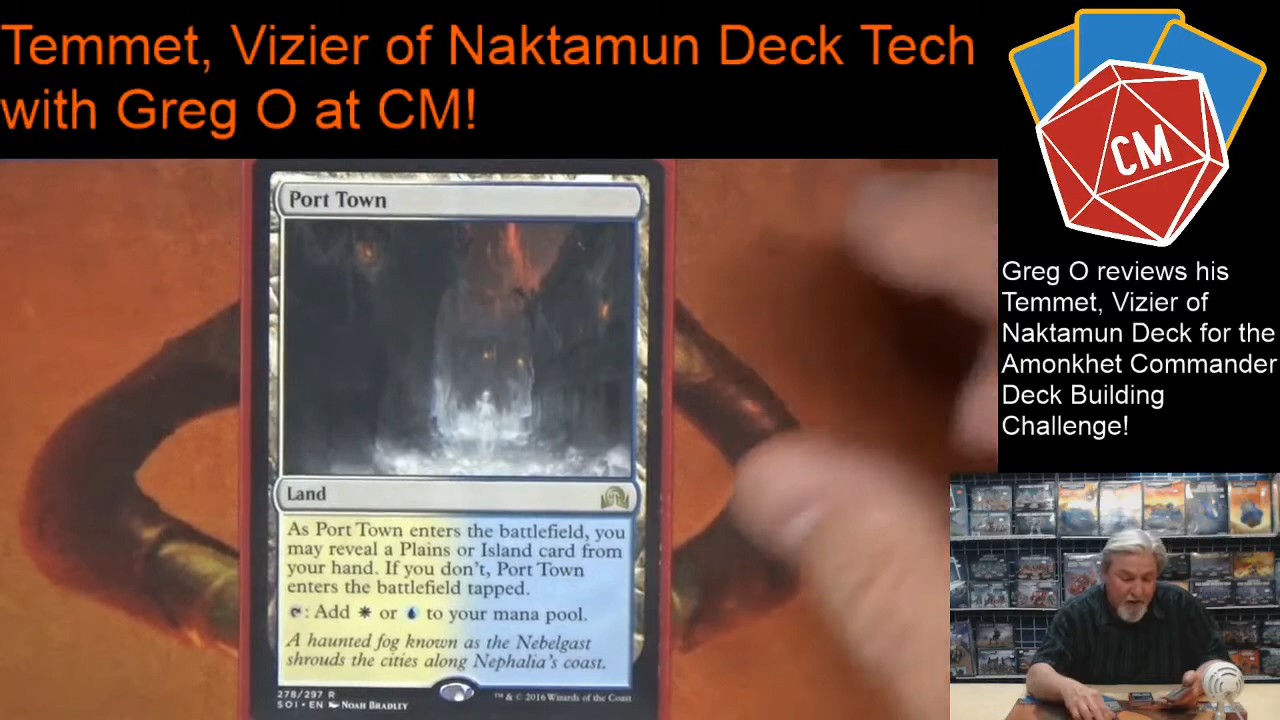 Temmet, Vizier of Naktamun Deck Tech
with Greg O at CM!
CM
Greg O reviews his
Temmet, Vizier of
Naktamun Deck for the
Amonkhet Commander
Deck Building
Challenge!
Port Town
Land
As Port Town enters the battlefield, you
may reveal a Plains or Island card from
your hand. If you don't, Port Town
enters the battlefield tapped.
: Add or to your mana pool.
A haunted fog known as the Nebelgast
shrouds the cities along Nephalia's coast.
278/297 R
SOI • EN Noah Bradley
™ & © 2016 Wizards of the Coast